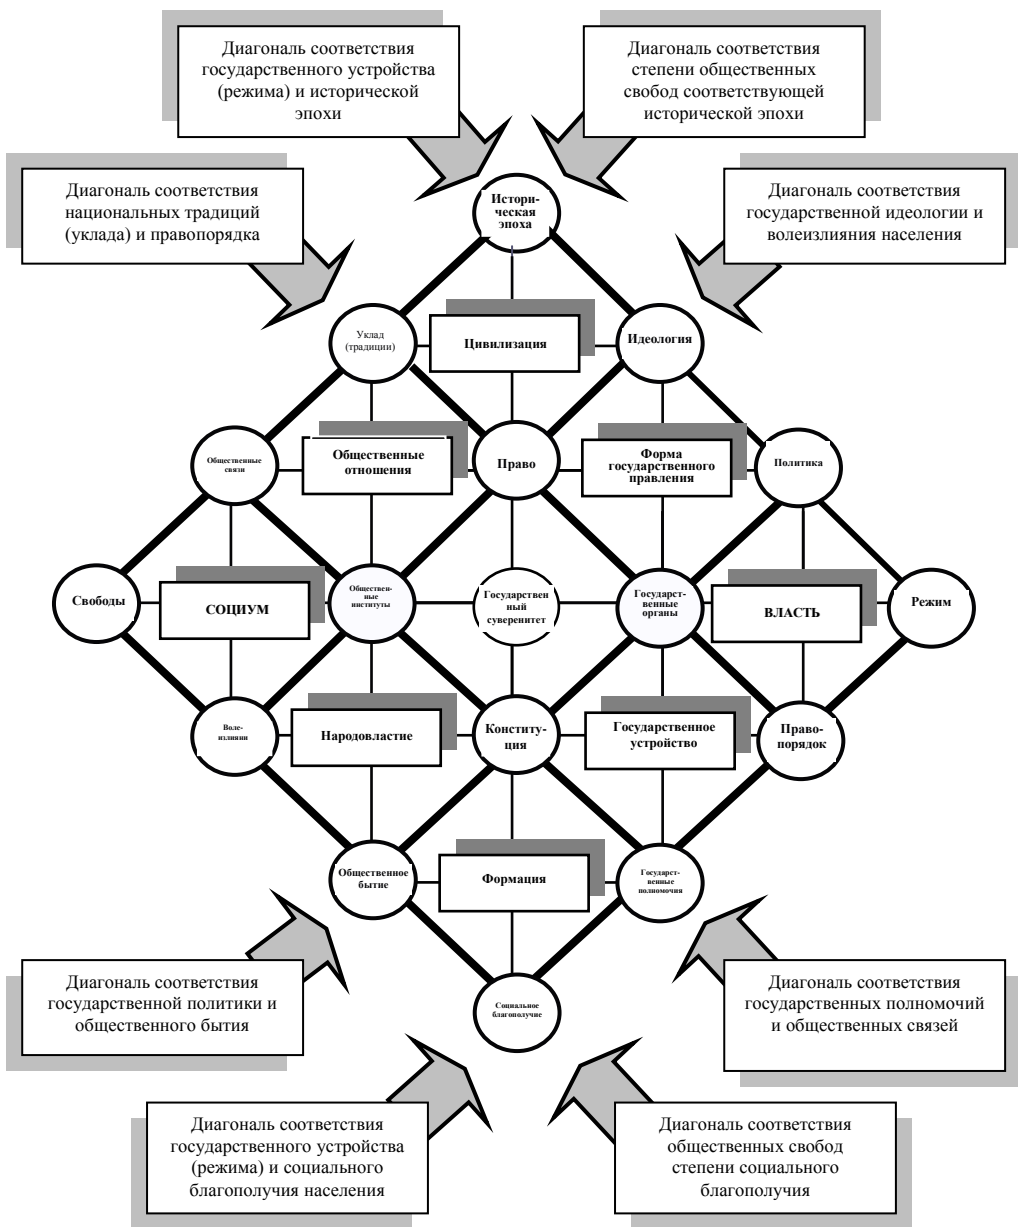 Диагональ соответствия
государственного устройства
(режима) и исторической
эпохи
Диагональ соответствия
степени общественных
свобод соответствующей
исторической эпохи
Диагональ соответствия
национальных традиций
(уклада) и правопорядка
Диагональ соответствия
государственной идеологии и
волеизлияния населения
Истори-
ческая
эпоха
Уклад
(традиции)
Цивилизация
Идеология
Общественные
связи
Общественные
отношения
Право
Форма
государственного
правления
Политика
Свободы
СОЦИУМ
Обществен-
ные
институты
Государствен
ный
суверенитет
Государст-
венные
органы
ВЛАСТЬ
Режим
Воле-
излияни
Народовластие
Конститу-
ция
Государственное
устройство
Право-
порядок
Общественное
бытие
Формация
Государст-
венные
полномочия
Социальное
благополучие
Диагональ соответствия
государственной политики и
общественного бытия
Диагональ соответствия
государственных полномочий
и общественных связей
Диагональ соответствия
государственного устройства
(режима) и социального
благополучия населения
Диагональ соответствия
общественных свобод
степени социального
благополучия